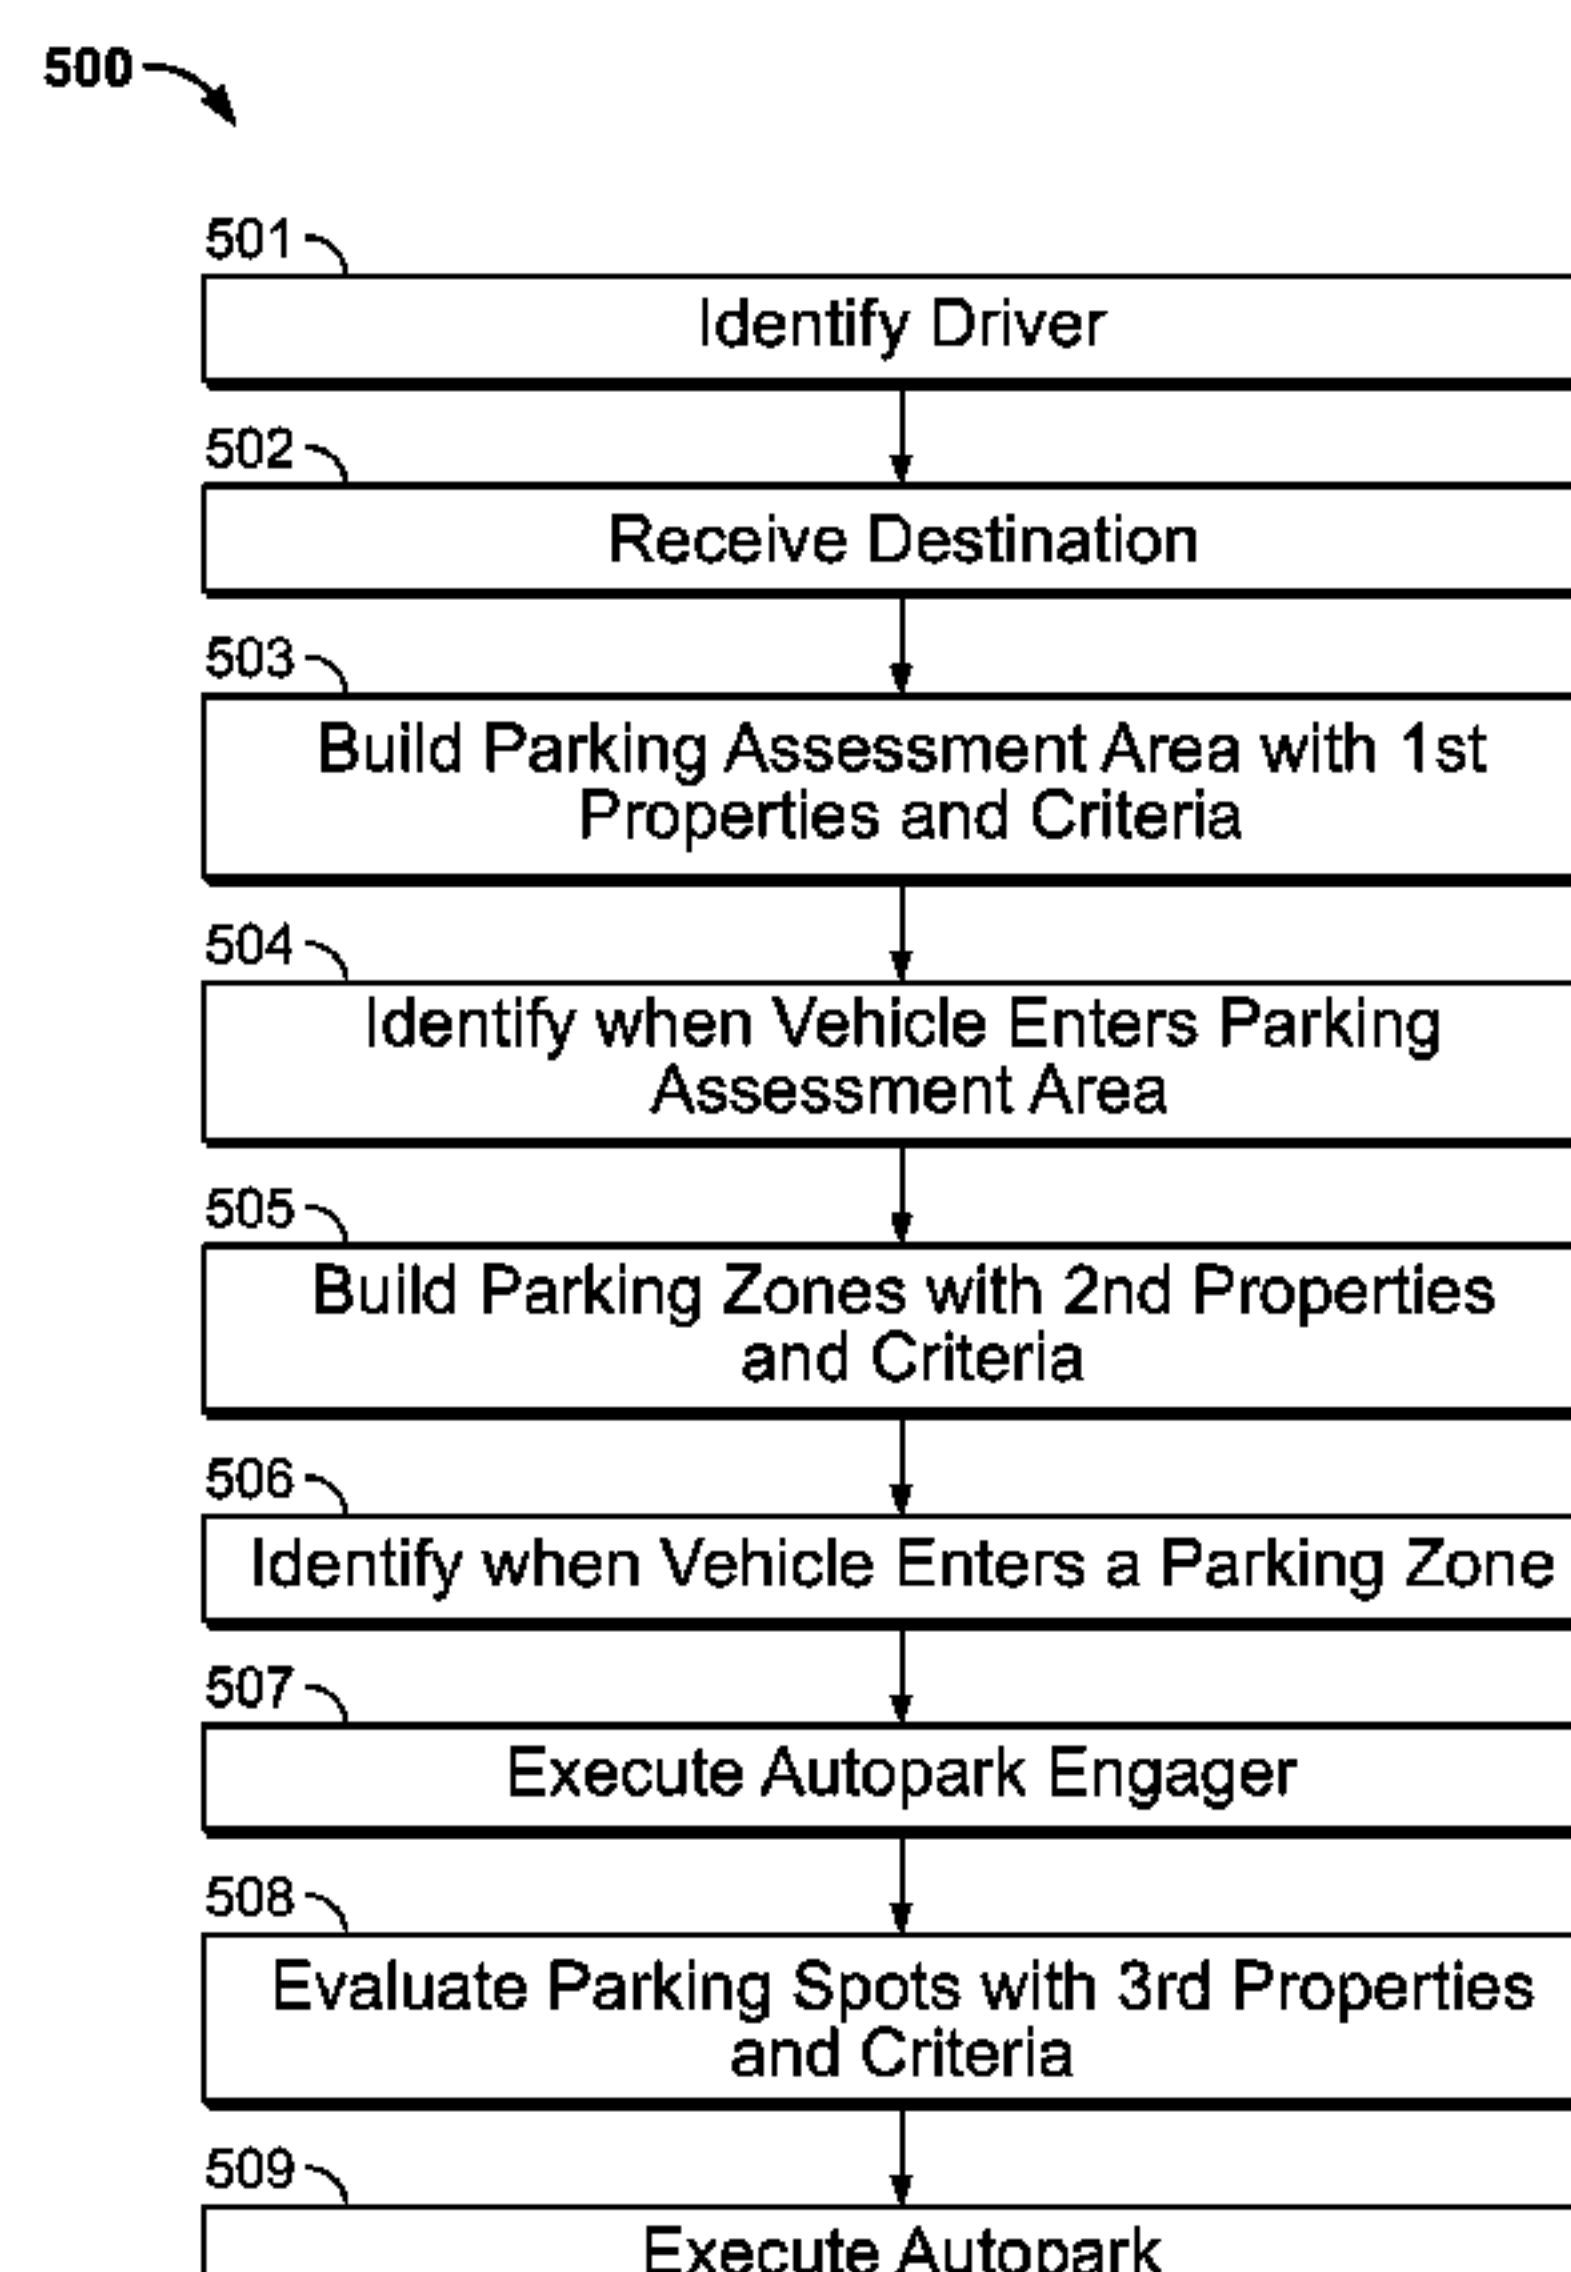 500
501
Identify Driver
502
Receive Destination
503
Build Parking Assessment Area with 1st
Properties and Criteria
504
Identify when Vehicle Enters Parking
Assessment Area
505
Build Parking Zones with 2nd Properties
and Criteria
506
Identify when Vehicle Enters a Parking Zone
507
Execute Autopark Engager
508
Evaluate Parking Spots with 3rd Properties
and Criteria
509
Execute Autopark